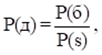 P(д) = P(б) / P(s),